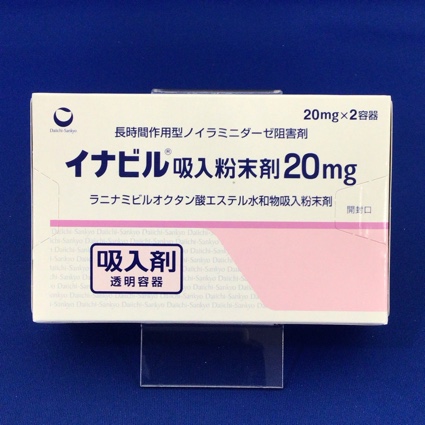 Daiichi-Sankyo
20mg×2容器
長時間作用型ノイラミニダーゼ阻害剤
イナビル®吸入粉末剤20mg
ラニナミビルオクタン酸エステル水和物吸入粉末剤
開封口
吸入剤
透明容器